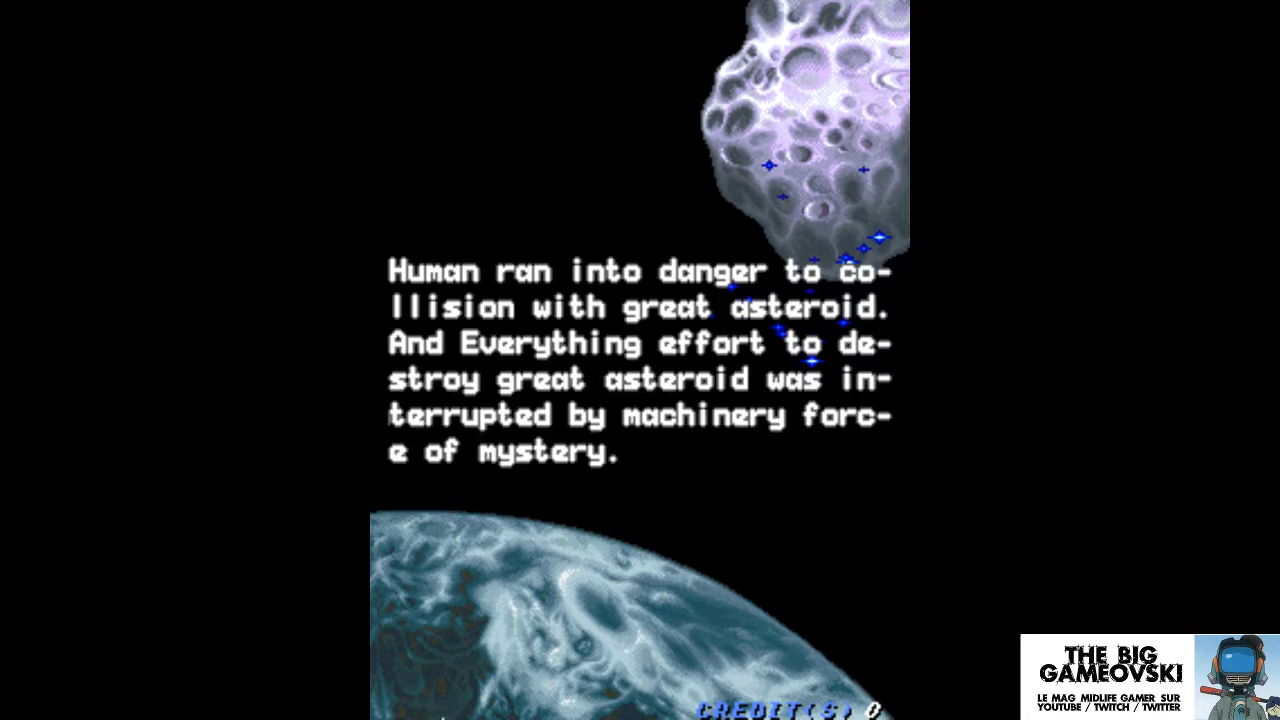 Human ran into danger to co-
llision with great asteroid.
And Everything effort to de-
stroy great asteroid was in-
terrupted by machinery forc-
e of mystery.
CREDIT(S) 0
THE BIG
GAMEOVSKI
LE MAG MIDLIFE GAMER SUR
YOUTUBE / TWITCH / TWITTER